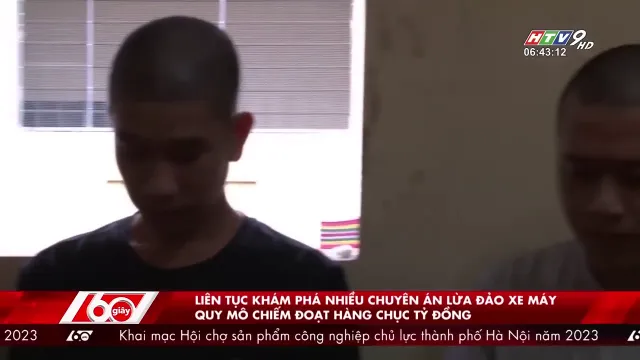 HTV9 HD
06:43:12
60 giây
LIÊN TỤC KHÁM PHÁ NHIỀU CHUYÊN ÁN LỪA ĐẢO XE MÁY
QUY MÔ CHIẾM ĐOẠT HÀNG CHỤC TỶ ĐỒNG
2023 Khai mạc Hội chợ sản phẩm công nghiệp chủ lực thành phố Hà Nội năm 2023